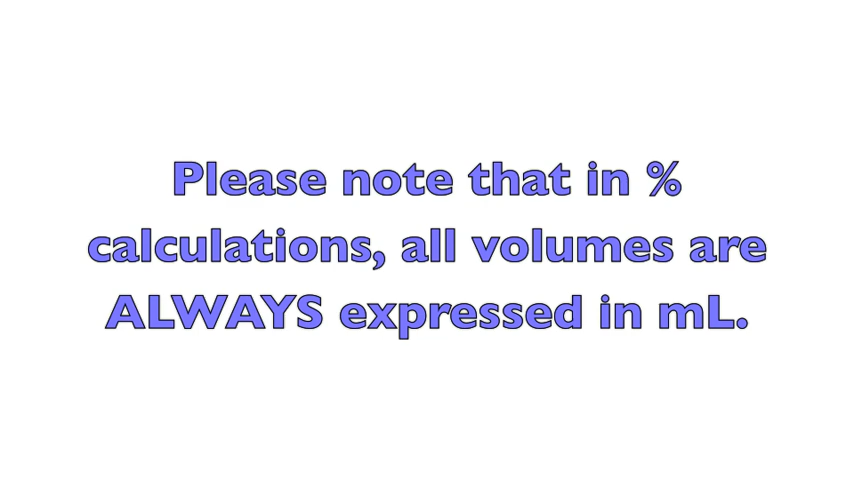 Please note that in %
calculations, all volumes are
ALWAYS expressed in mL.